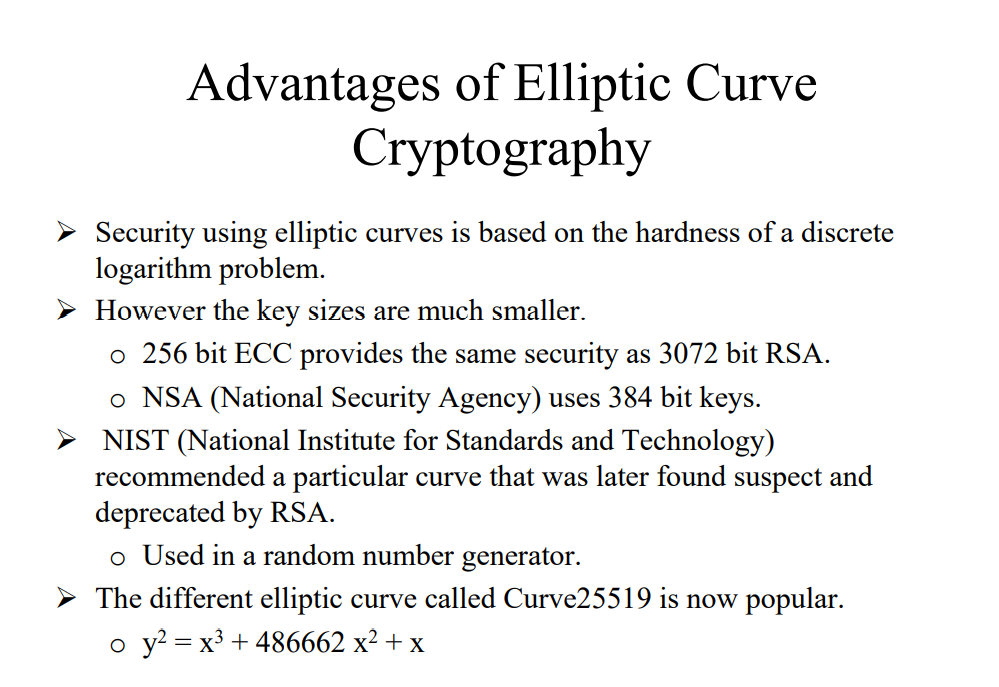 Advantages of Elliptic Curve
Cryptography
➢ Security using elliptic curves is based on the hardness of a discrete
logarithm problem.
➢ However the key sizes are much smaller.
o 256 bit ECC provides the same security as 3072 bit RSA.
o NSA (National Security Agency) uses 384 bit keys.
➢ NIST (National Institute for Standards and Technology)
recommended a particular curve that was later found suspect and
deprecated by RSA.
o Used in a random number generator.
➢ The different elliptic curve called Curve25519 is now popular.
o y² = x³ + 486662 x² + x